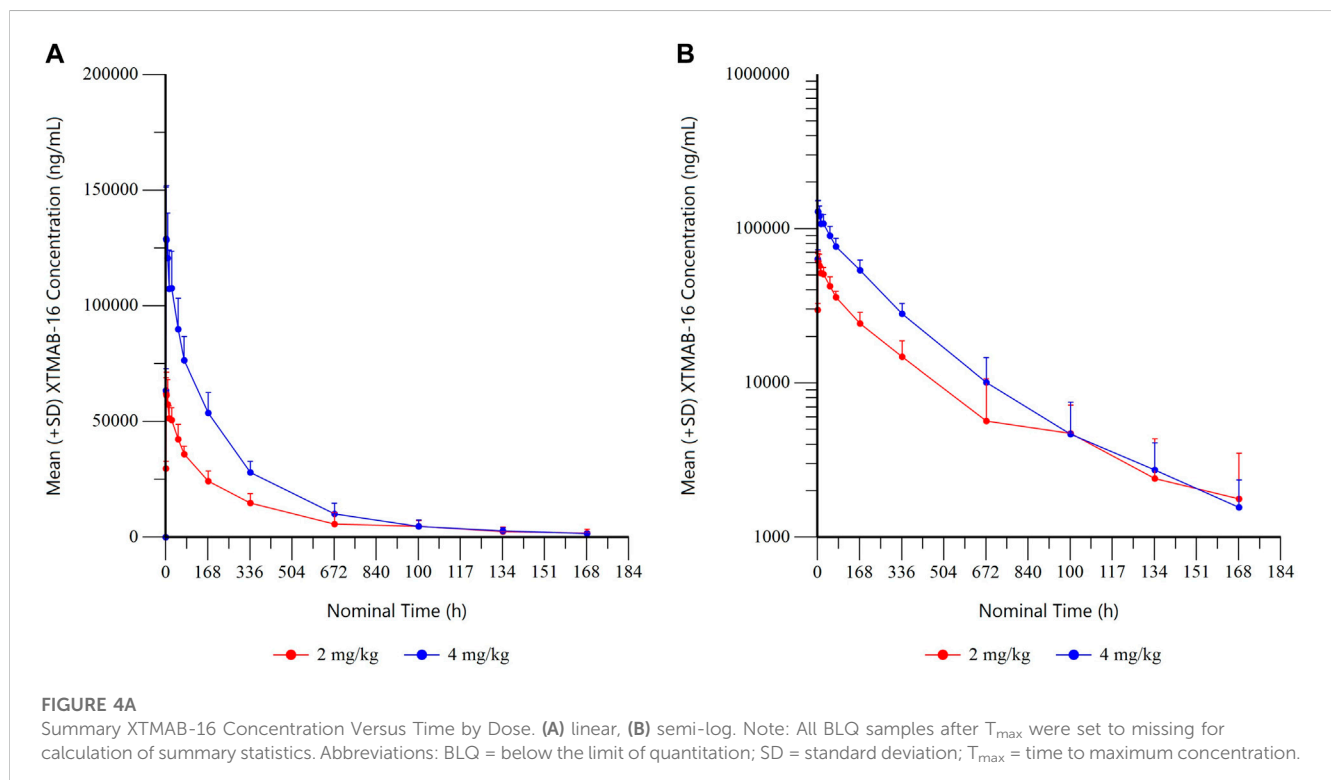 A
200000
150000
100000
50000
0
Mean (+SD) XTMAB-16 Concentration (ng/mL)
0 168 336 504 672 840 100 117 134 151 168 184
Nominal Time (h)
2 mg/kg 4 mg/kg
B
1000000
100000
10000
1000
Mean (+SD) XTMAB-16 Concentration (ng/mL)
0 168 336 504 672 840 100 117 134 151 168 184
Nominal Time (h)
2 mg/kg 4 mg/kg
FIGURE 4A
Summary XTMAB-16 Concentration Versus Time by Dose. (A) linear, (B) semi-log. Note: All BLQ samples after Tmax were set to missing for
calculation of summary statistics. Abbreviations: BLQ = below the limit of quantitation; SD = standard deviation; Tmax = time to maximum concentration.